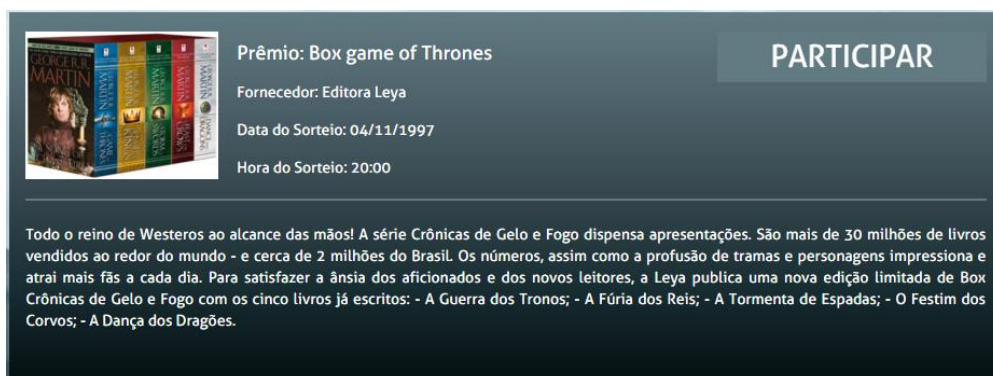 GEORGE R.R.
MARTIN
Prêmio: Box game of Thrones
PARTICIPAR
Fornecedor: Editora Leya
Data do Sorteio: 04/11/1997
Hora do Sorteio: 20:00
Todo o reino de Westeros ao alcance das mãos! A série Crônicas de Gelo e Fogo dispensa apresentações. São mais de 30 milhões de livros
vendidos ao redor do mundo - e cerca de 2 milhões do Brasil. Os números, assim como a profusão de tramas e personagens impressiona e
atrai mais fãs a cada dia. Para satisfazer a ânsia dos aficionados e dos novos leitores, a Leya publica uma nova edição limitada de Box
Crônicas de Gelo e Fogo com os cinco livros já escritos: - A Guerra dos Tronos; - A Fúria dos Reis; - A Tormenta de Espadas; - O Festim dos
Corvos; - A Dança dos Dragões.